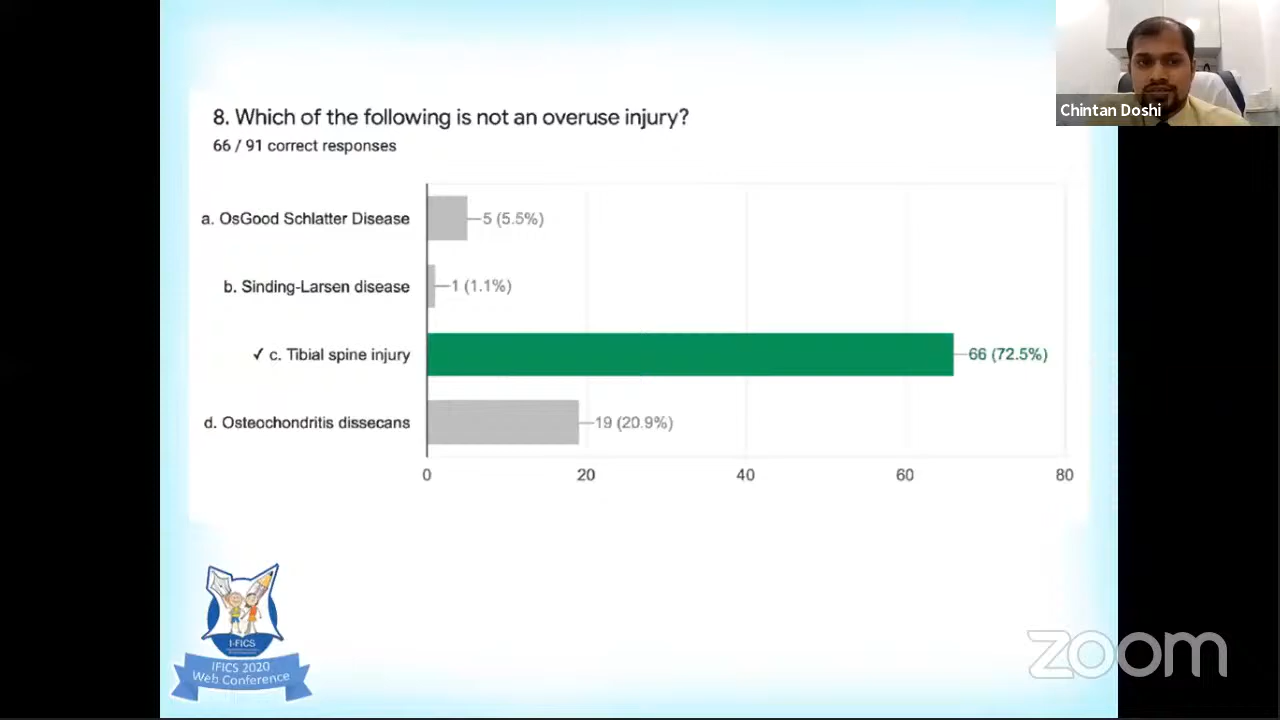 8. Which of the following is not an overuse injury?
66 / 91 correct responses
a. OsGood Schlatter Disease
5 (5.5%)
b. Sinding-Larsen disease
1 (1.1%)
✓ c. Tibial spine injury
66 (72.5%)
d. Osteochondritis dissecans
19 (20.9%)
0 20 40 60 80
Chintan Doshi
I-FICS
IFICS 2020
Web Conference
zoom